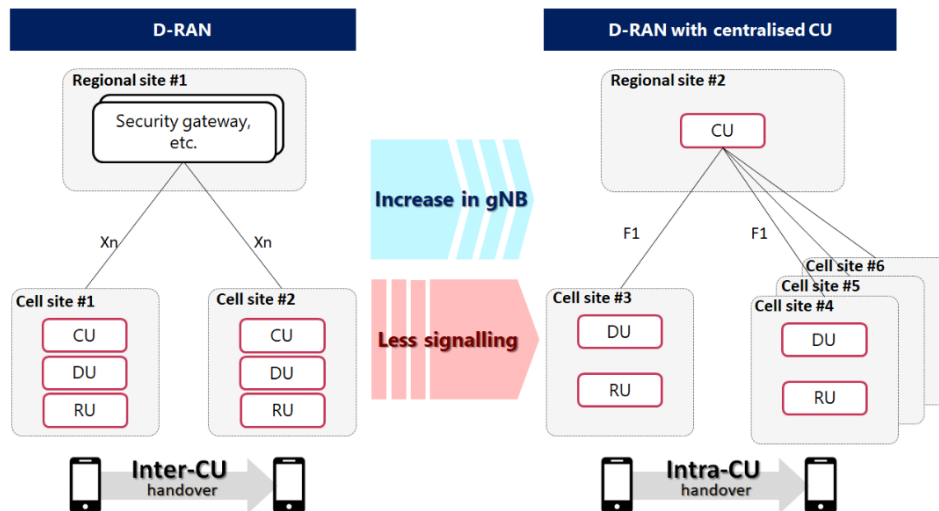 D-RAN
Regional site #1
Security gateway,
etc.
Xn
Xn
Cell site #1
CU
DU
RU
Cell site #2
CU
DU
RU
Inter-CU
handover
Increase in gNB
Less signalling
D-RAN with centralised CU
Regional site #2
CU
F1
F1
Cell site #3
DU
RU
Cell site #6
Cell site #5
Cell site #4
DU
RU
Intra-CU
handover